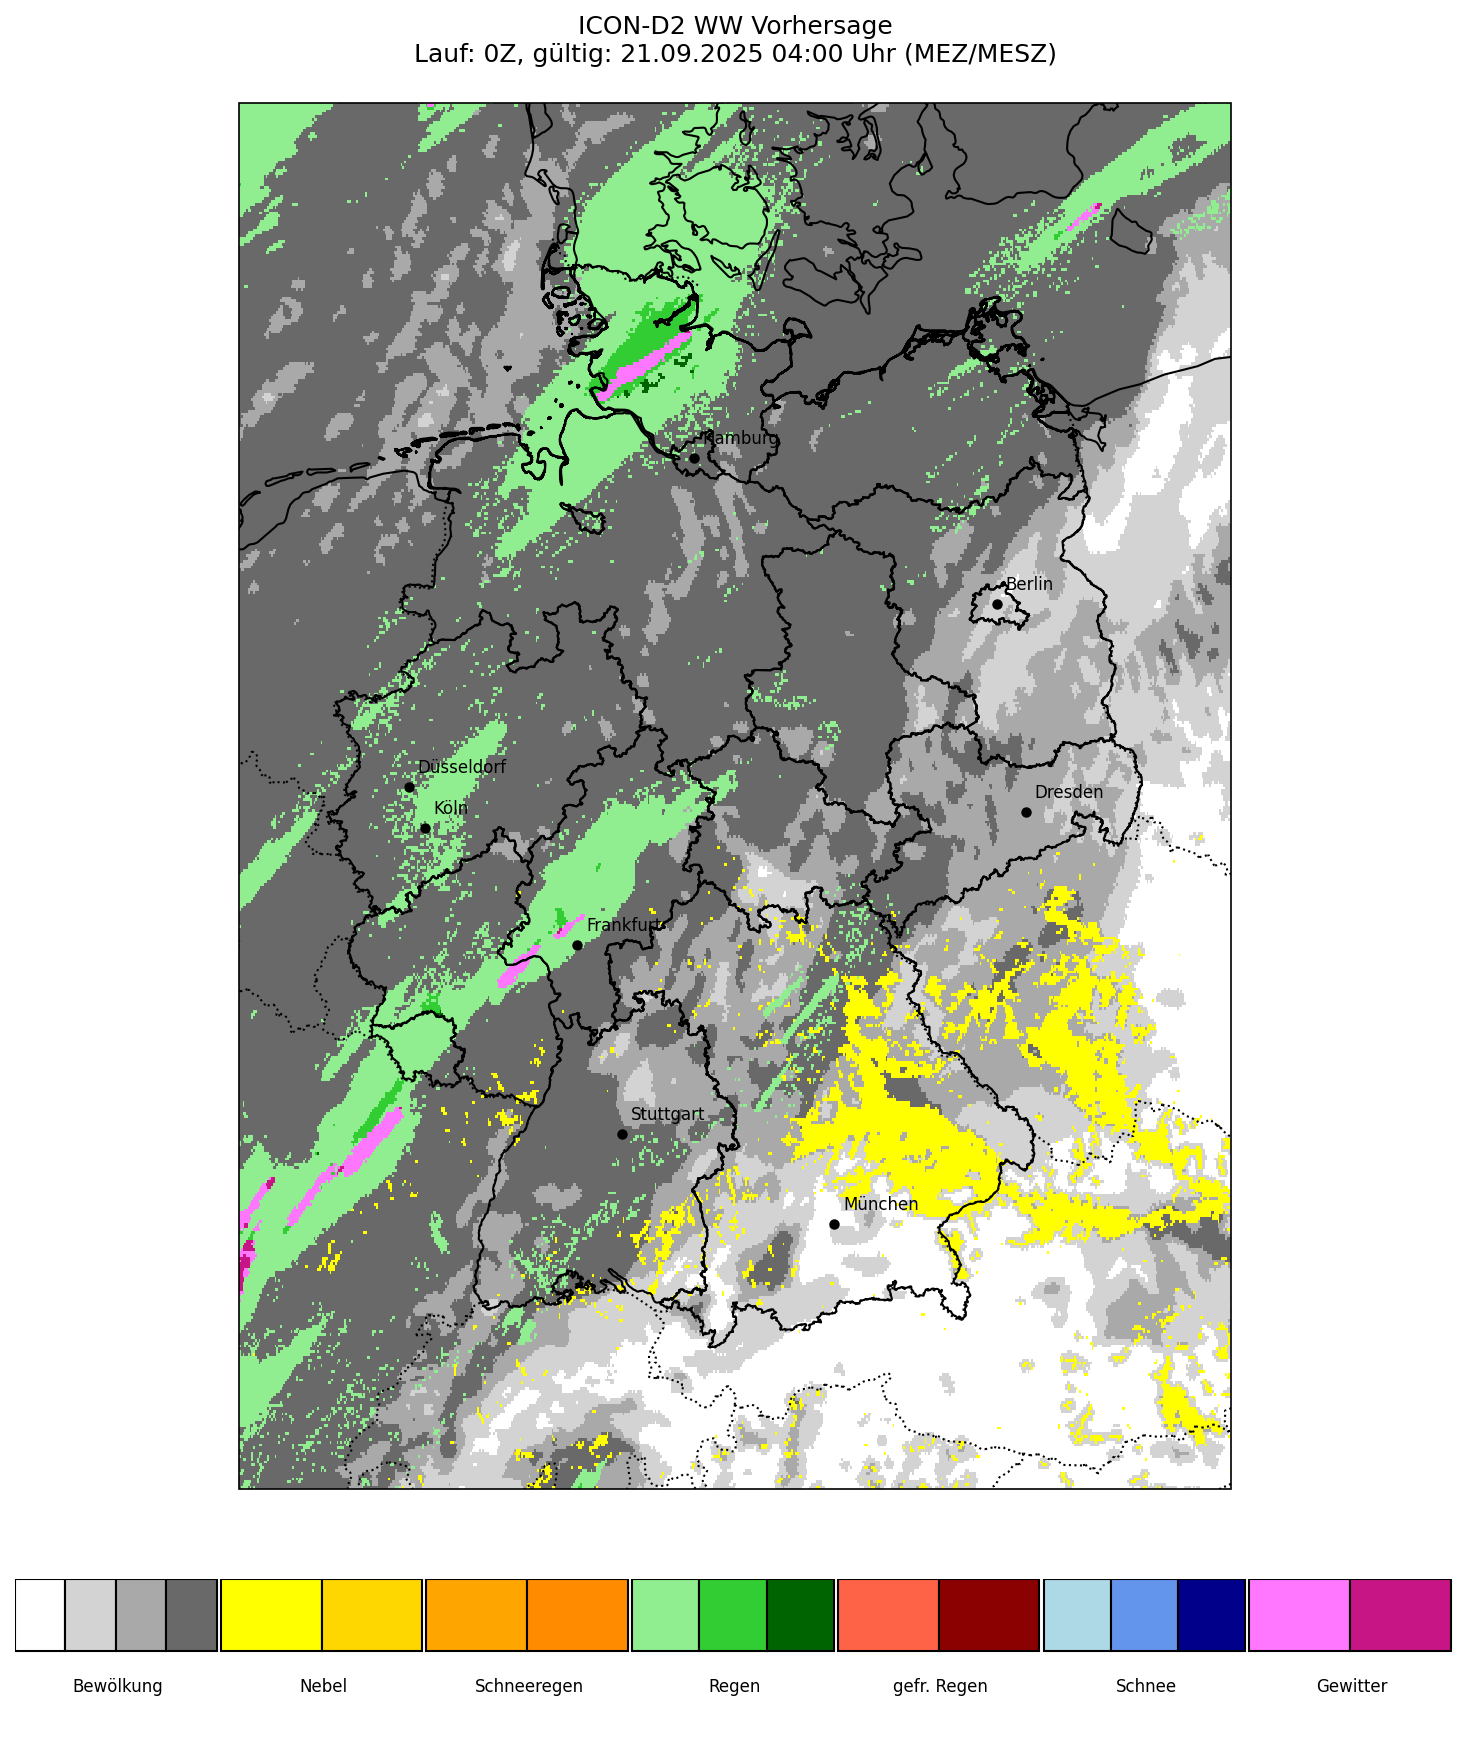 ICON-D2 WW Vorhersage
Lauf: 0Z, gültig: 21.09.2025 04:00 Uhr (MEZ/MESZ)
Hamburg
Berlin
Düsseldorf
Köln
Dresden
Frankfurt
Stuttgart
München
Bewölkung
Nebel
Schneeregen
Regen
gefr. Regen
Schnee
Gewitter